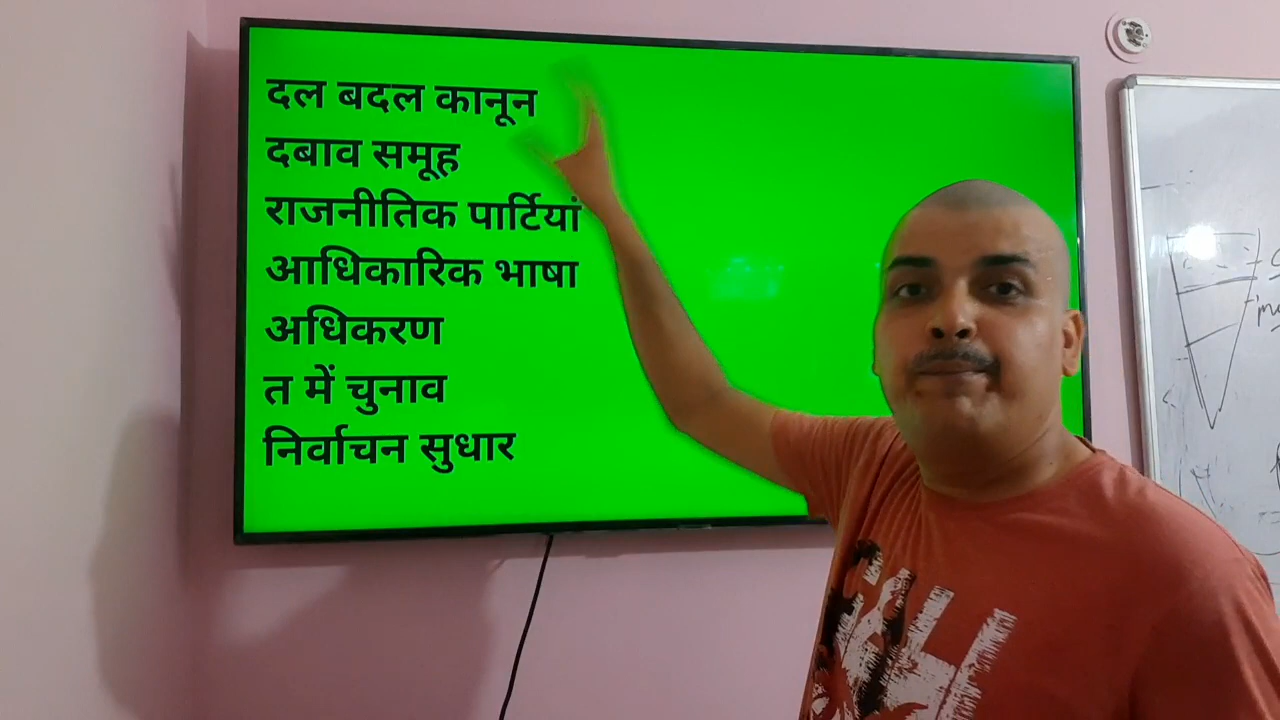 दल बदल कानून
दबाव समूह
राजनीतिक पार्टियां
आधिकारिक भाषा
अधिकरण
त में चुनाव
निर्वाचन सुधार